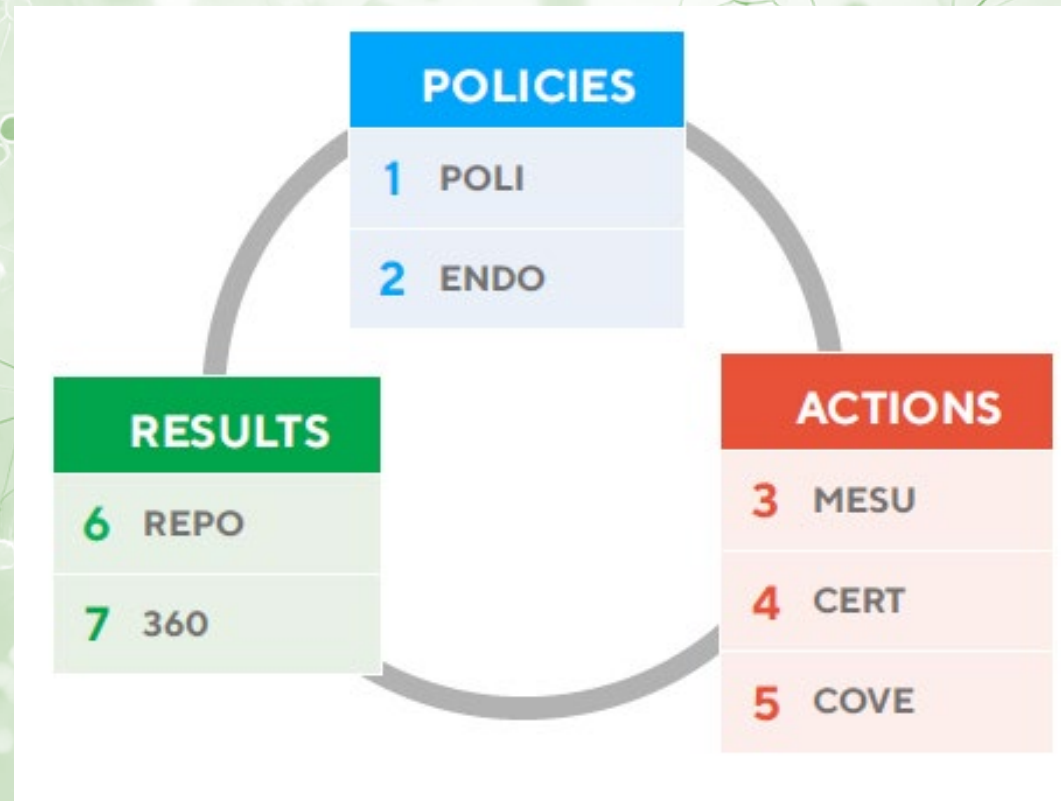 POLICIES
1 POLI
2 ENDO
ACTIONS
3 MESU
4 CERT
5 COVE
RESULTS
6 REPO
7 360